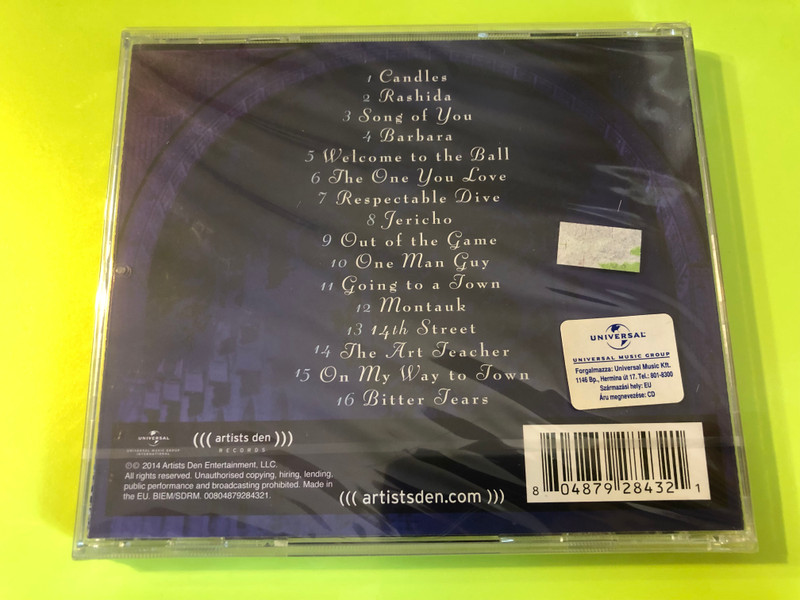 1 Candles
2 Rashida
3 Song of You
4 Barbara
5 Welcome to the Ball
6 The One You Love
7 Respectable Dive
8 Jericho
9 Out of the Game
10 One Man Guy
11 Going to a Town
12 Montauk
13 14th Street
14 The Art Teacher
15 On My Way to Town
16 Bitter Tears
UNIVERSAL
UNIVERSAL MUSIC GROUP
Forgalmazza: Universal Music Kft.
1146 Bp., Hermina út 17. Tel.: 801-8300
Származási hely: EU
Áru megnevezése: CD
UNIVERSAL
UNIVERSAL MUSIC GROUP
INTERNATIONAL
((( artists den )))
RECORDS
℗© 2014 Artists Den Entertainment, LLC.
All rights reserved. Unauthorised copying, hiring, lending,
public performance and broadcasting prohibited. Made in
the EU. BIEM/SDRM. 00804879284321.
((( artistsden.com )))
8 04879 28432 1